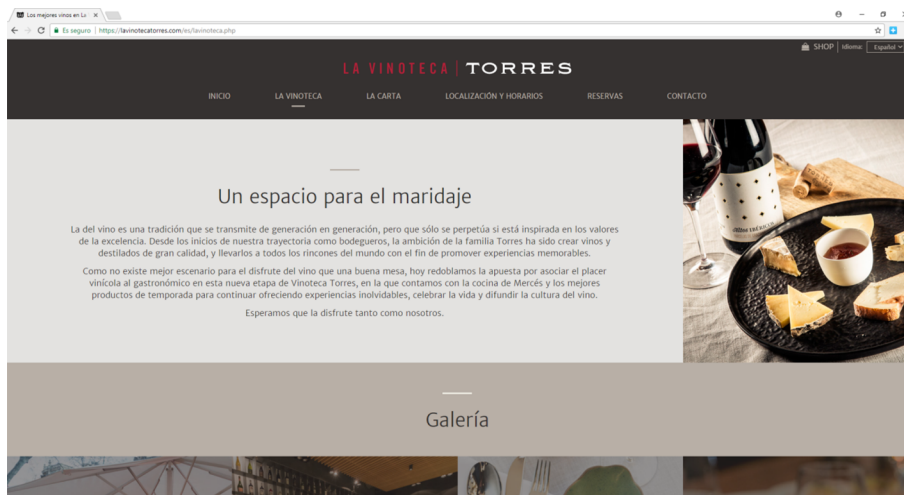 Los mejores vinos en La
Es seguro | https://lavinotecatorres.com/es/lavinoteca.php
SHOP | Idioma: Español
LA VINOTECA | TORRES
INICIO LA VINOTECA LA CARTA LOCALIZACIÓN Y HORARIOS RESERVAS CONTACTO
Un espacio para el maridaje
La del vino es una tradición que se transmite de generación en generación, pero que sólo se perpetúa si está inspirada en los valores
de la excelencia. Desde los inicios de nuestra trayectoria como bodegueros, la ambición de la familia Torres ha sido crear vinos y
destilados de gran calidad, y llevarlos a todos los rincones del mundo con el fin de promover experiencias memorables.
Como no existe mejor escenario para el disfrute del vino que una buena mesa, hoy redoblamos la apuesta por asociar el placer
vinícola al gastronómico en esta nueva etapa de Vinoteca Torres, en la que contamos con la cocina de Mercés y los mejores
productos de temporada para continuar ofreciendo experiencias inolvidables, celebrar la vida y difundir la cultura del vino.
Esperamos que la disfrute tanto como nosotros.
Altos IBÉRICOS
Galería